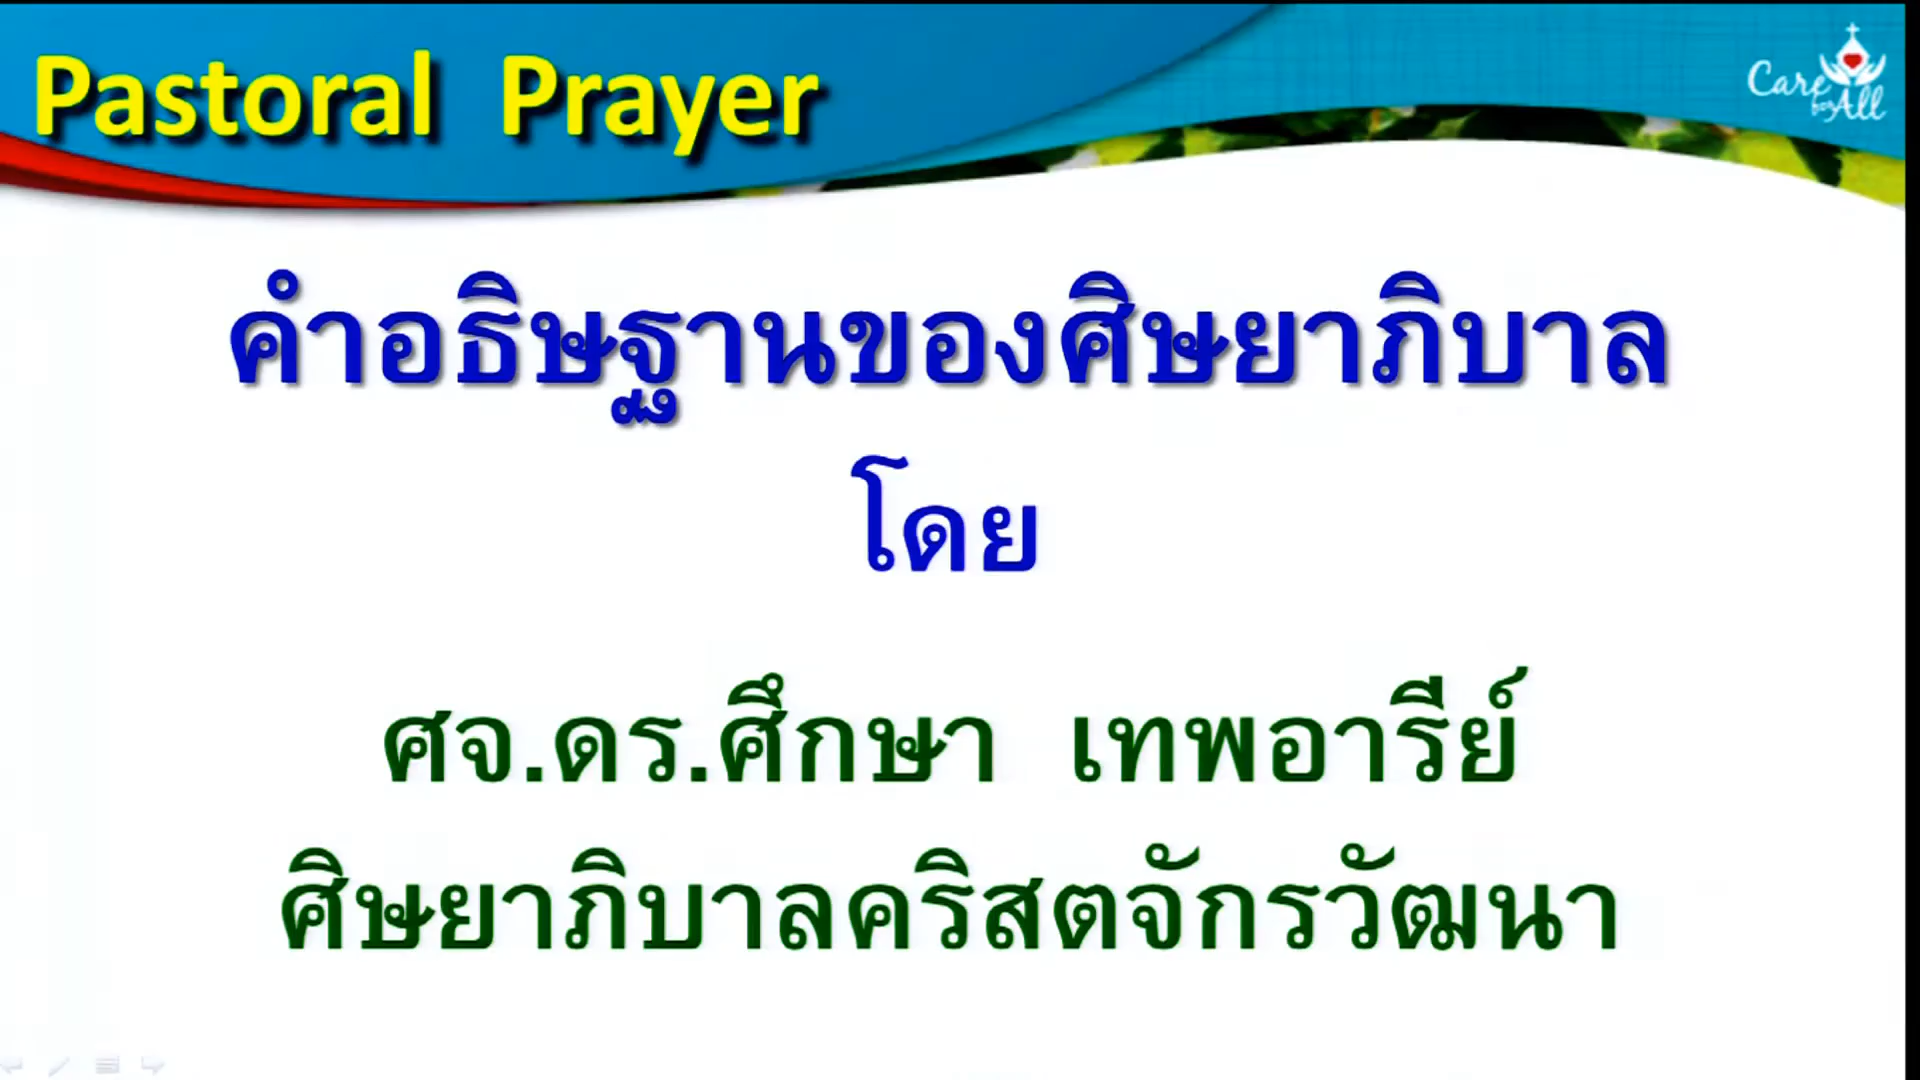 Pastoral Prayer
Care
for All
คำอธิษฐานของศิษยาภิบาล
โดย
ศจ.ดร.ศึกษา เทพอารีย์
ศิษยาภิบาลคริสตจักรวัฒนา